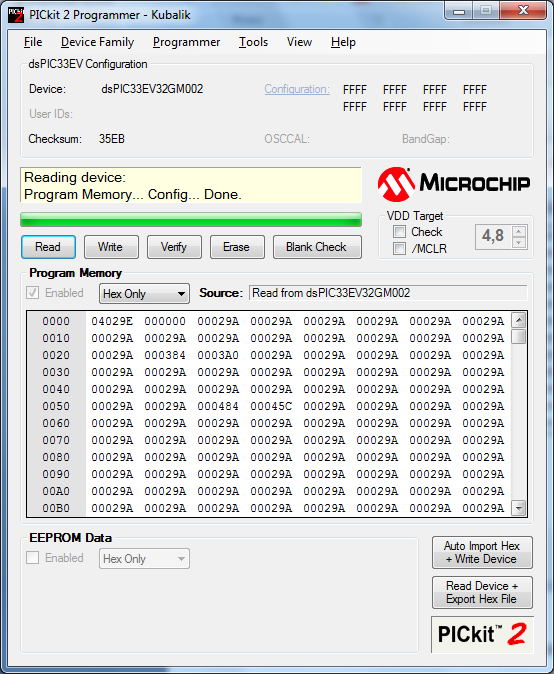 PICkit 2 Programmer - Kubalik
File Device Family Programmer Tools View Help
dsPIC33EV Configuration
Device: dsPIC33EV32GM002 Configuration: FFFF FFFF FFFF FFFF
User IDs: FFFF FFFF FFFF FFFF
Checksum: 35EB OSCCAL: BandGap:
Reading device:
Program Memory... Config... Done.
MICROCHIP
VDD Target
Check
/MCLR
4,8
Read Write Verify Erase Blank Check
Program Memory
Enabled Hex Only Source: Read from dsPIC33EV32GM002
0000 04029E 000000 00029A 00029A 00029A 00029A 00029A 00029A
0010 00029A 00029A 00029A 00029A 00029A 00029A 00029A 00029A
0020 00029A 000384 0003A0 00029A 00029A 00029A 00029A 00029A
0030 00029A 00029A 00029A 00029A 00029A 00029A 00029A 00029A
0040 00029A 00029A 00029A 00029A 00029A 00029A 00029A 00029A
0050 00029A 00029A 000484 00045C 00029A 00029A 00029A 00029A
0060 00029A 00029A 00029A 00029A 00029A 00029A 00029A 00029A
0070 00029A 00029A 00029A 00029A 00029A 00029A 00029A 00029A
0080 00029A 00029A 00029A 00029A 00029A 00029A 00029A 00029A
0090 00029A 00029A 00029A 00029A 00029A 00029A 00029A 00029A
00A0 00029A 00029A 00029A 00029A 00029A 00029A 00029A 00029A
00B0 00029A 00029A 00029A 00029A 00029A 00029A 00029A 00029A
EEPROM Data
Enabled Hex Only
Auto Import Hex
+ Write Device
Read Device +
Export Hex File
PICkit™ 2